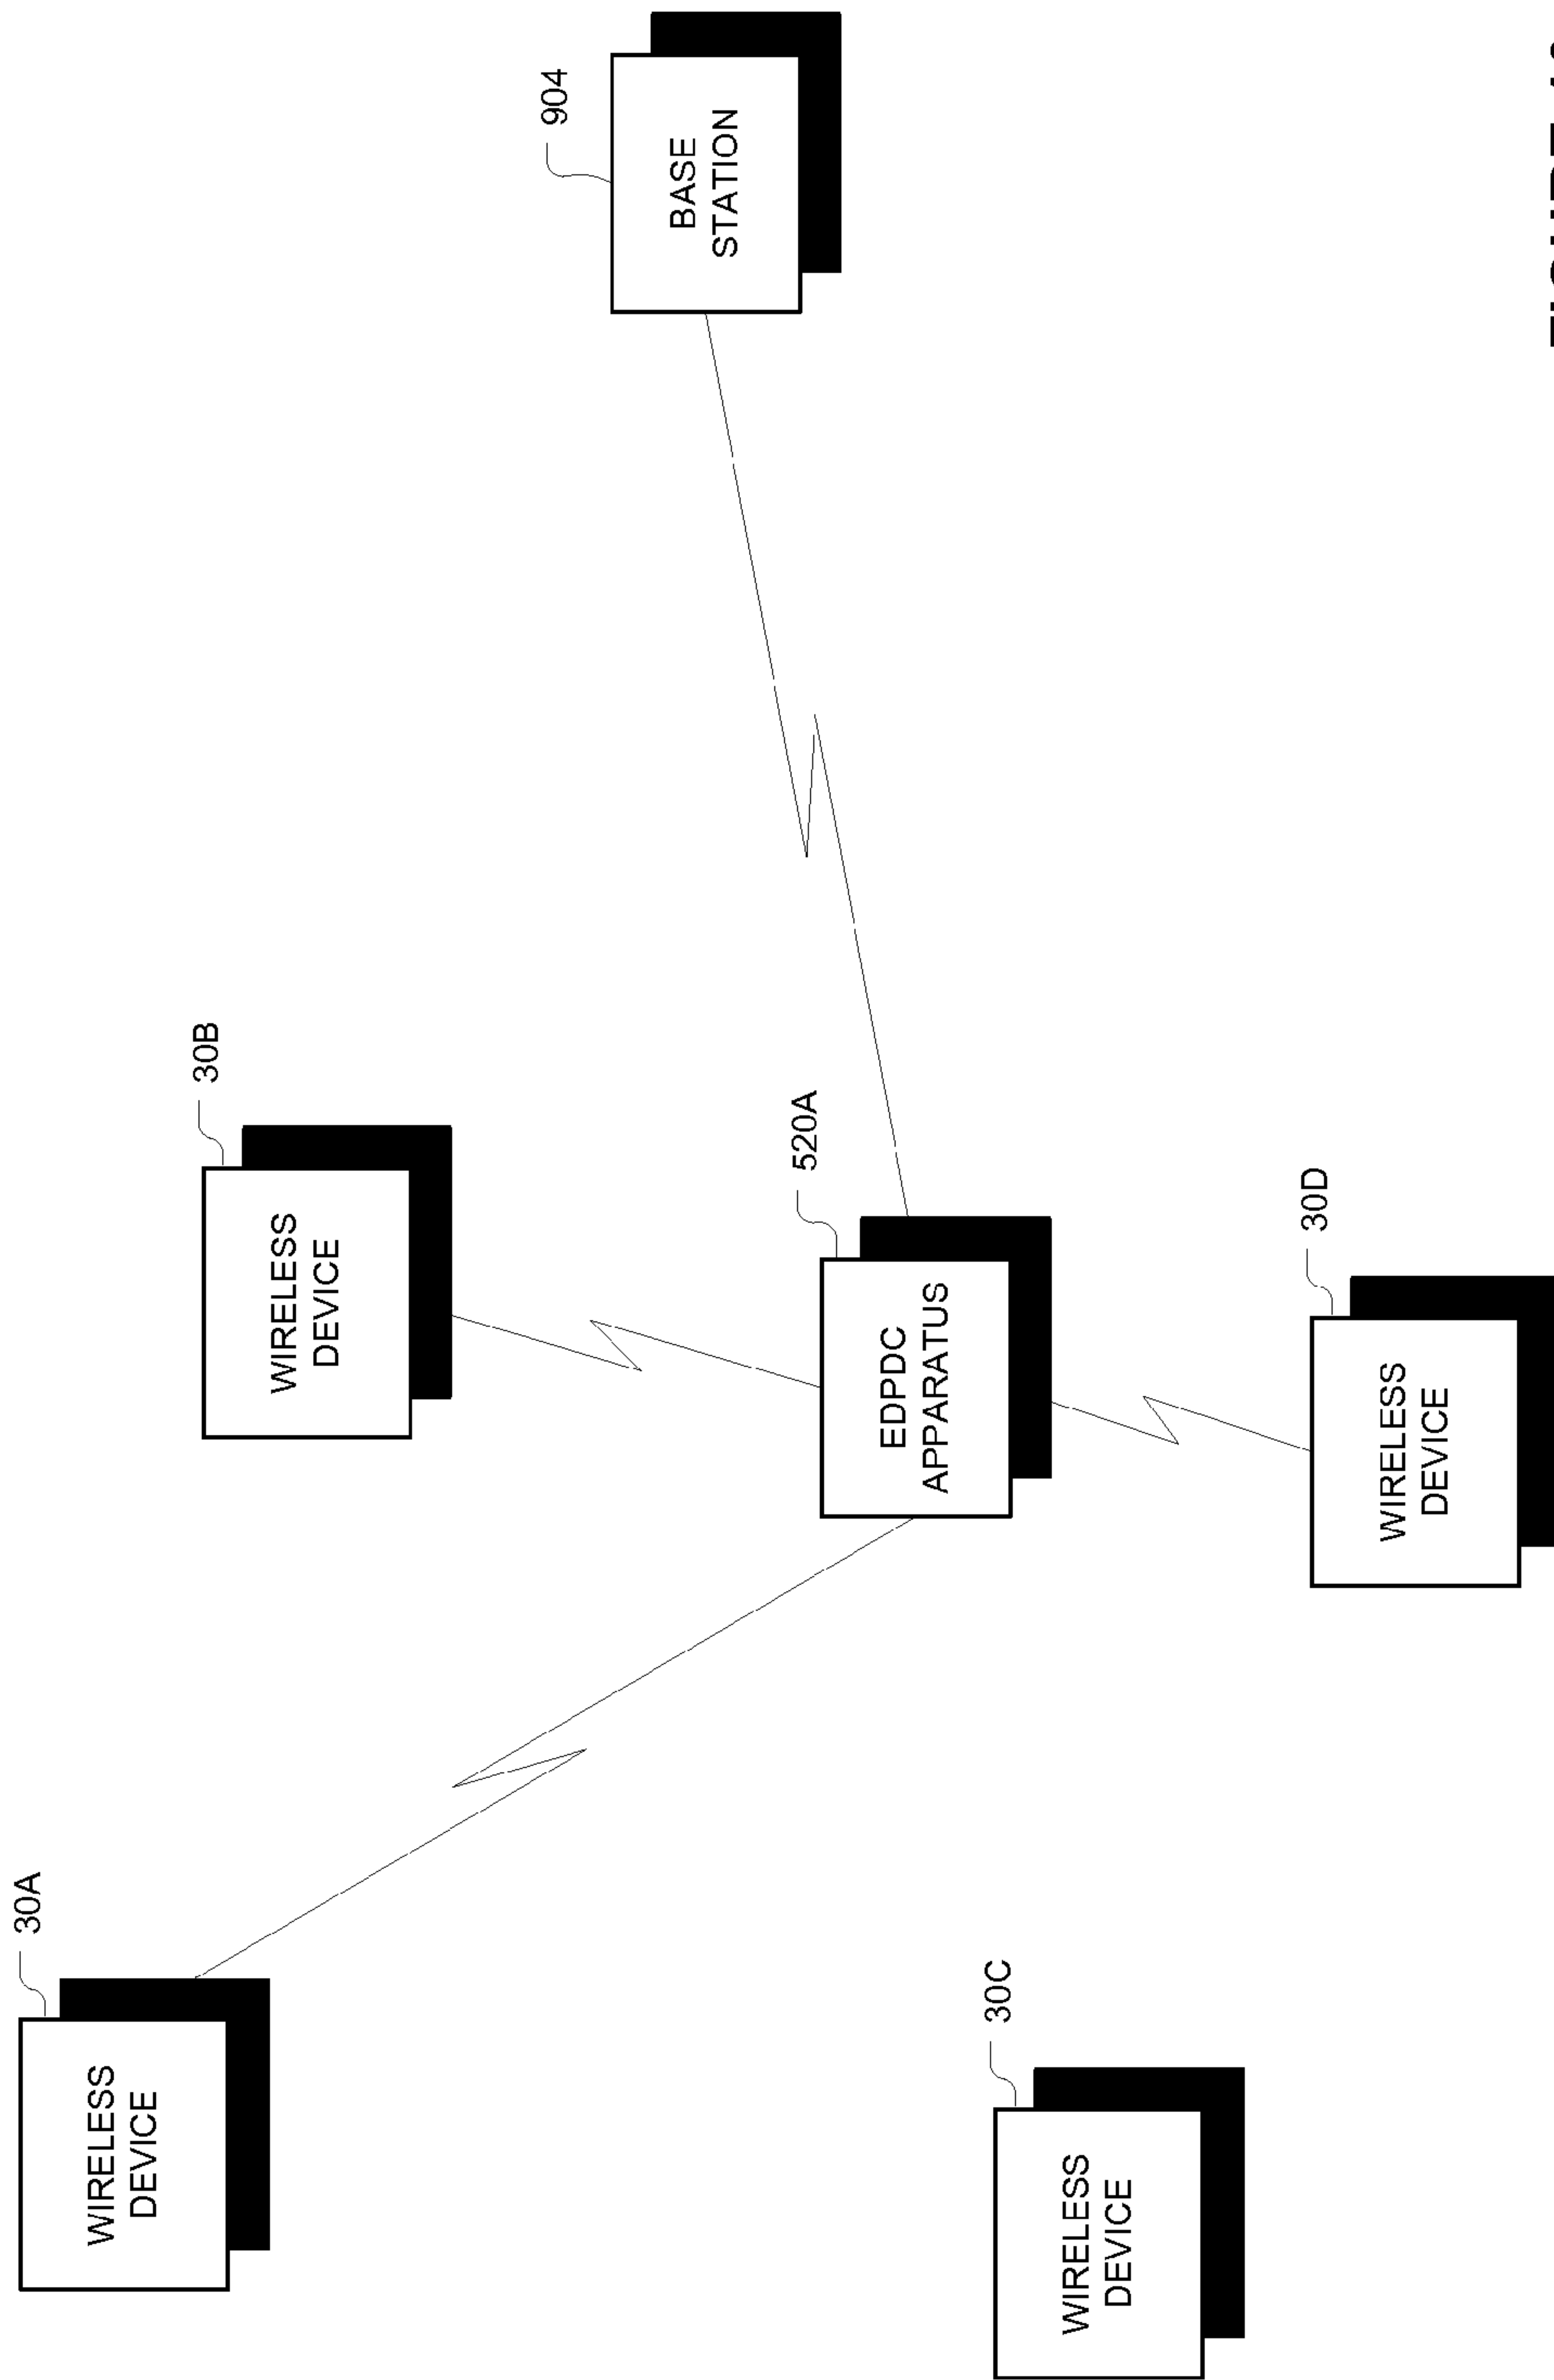 30A
WIRELESS
DEVICE
30B
WIRELESS
DEVICE
904
BASE
STATION
520A
EDPDC
APPARATUS
30C
WIRELESS
DEVICE
30D
WIRELESS
DEVICE